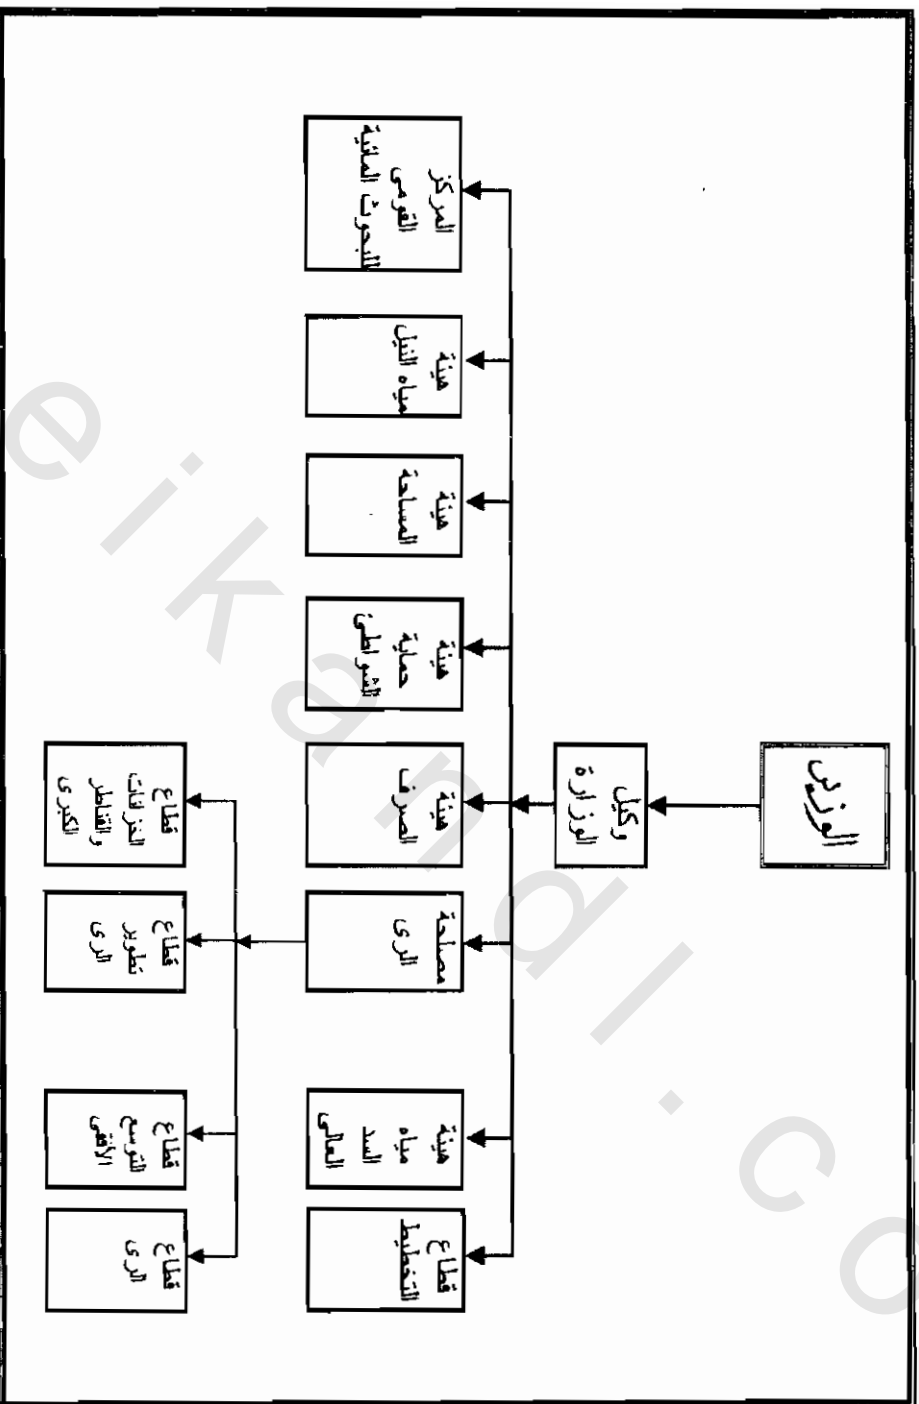 الوزير
وكيل
الوزارة
قطاع
التخطيط
هيئة
مياه
السد
العالى
مصلحة
الرى
هيئة
الصرف
هيئة
حماية
الشواطئ
هيئة
المساحة
هيئة
مياه النيل
المركز
القومى
للبحوث المائية
قطاع
الرى
قطاع
التوسع
الأفقى
قطاع
تطوير
الرى
قطاع
الخزانات
والقناطر
الكبرى
eikandl.co